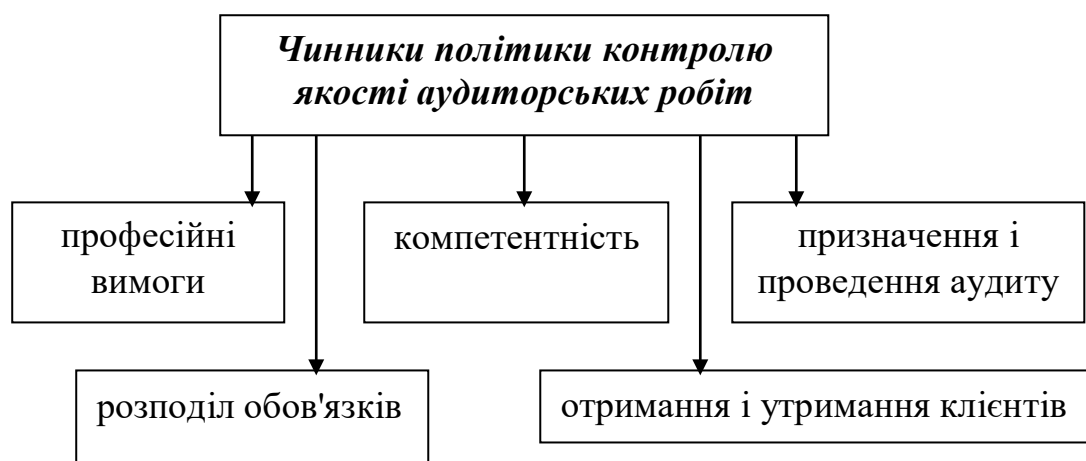 Чинники політики контролю
якості аудиторських робіт
професійні
вимоги
компетентність
призначення і
проведення аудиту
розподіл обов'язків
отримання і утримання клієнтів